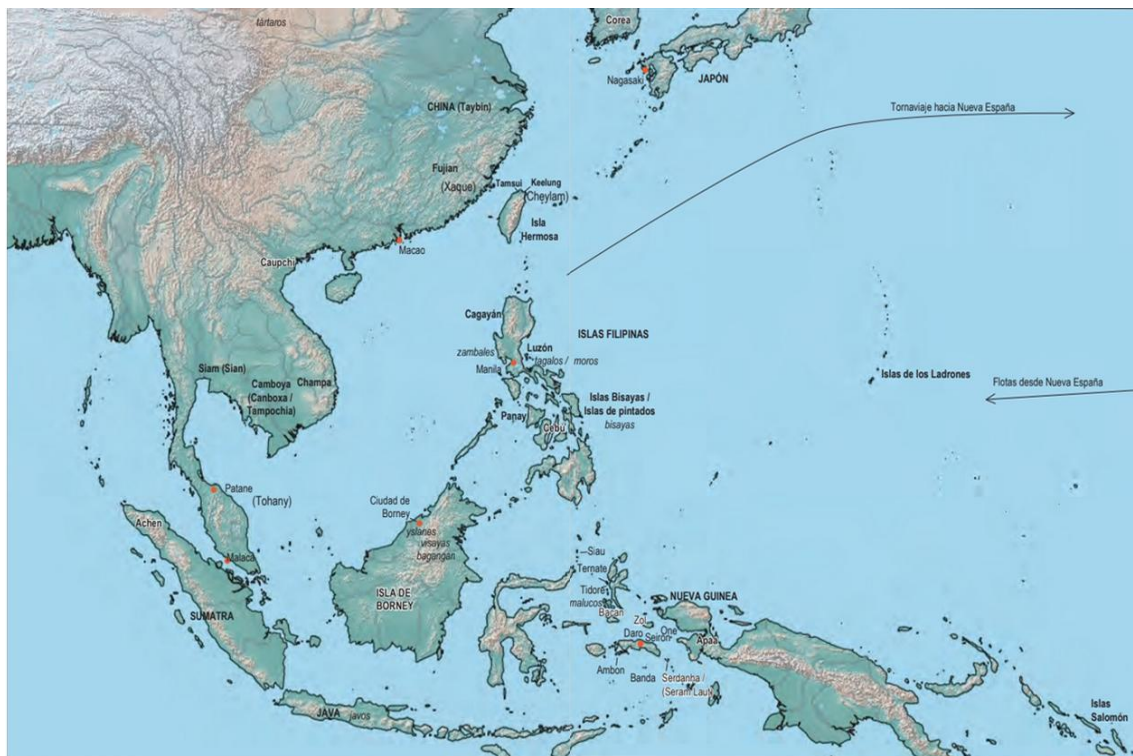 tártaros
Corea
Nagasaki
JAPÓN
Tornaviaje hacia Nueva España
CHINA (Taybin)
Fujian
(Xaque)
Tamsui
Keelung
(Cheylam)
Isla
Hermosa
Macao
Caupchi
Cagayán
ISLAS FILIPINAS
zambales
Luzón
tagalos / moros
Manila
Siam (Sian)
Camboya
(Canboxa /
Tampochia)
Champa
Islas de los Ladrones
Flotas desde Nueva España
Islas Bisayas /
Islas de pintados
bisayas
Panay
Cebú
Patane
(Tohany)
Ciudad de
Borney
yslanes
visayas
bagangan
Achen
Malaca
Siau
Ternate
Tidore
malucos
Bacan
NUEVA GUINEA
ISLA DE
BORNEY
SUMATRA
Zol
One
Daro
Seiron
Apaa
Ambon
Banda
Serdanba /
(Seram Laut)
JAVA
javos
Islas
Salomón